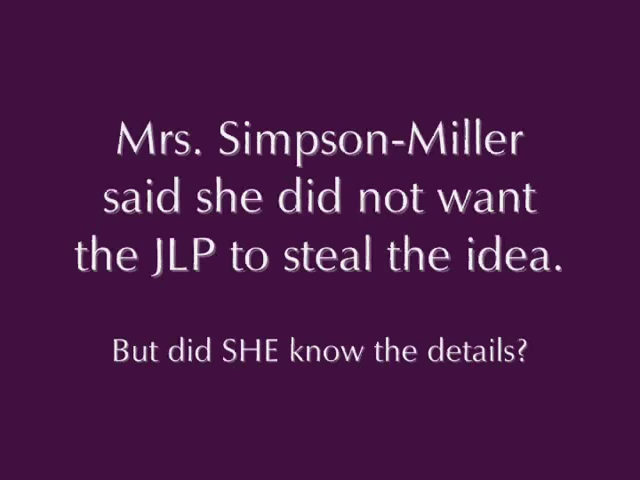 Mrs. Simpson-Miller
said she did not want
the JLP to steal the idea.
But did SHE know the details?